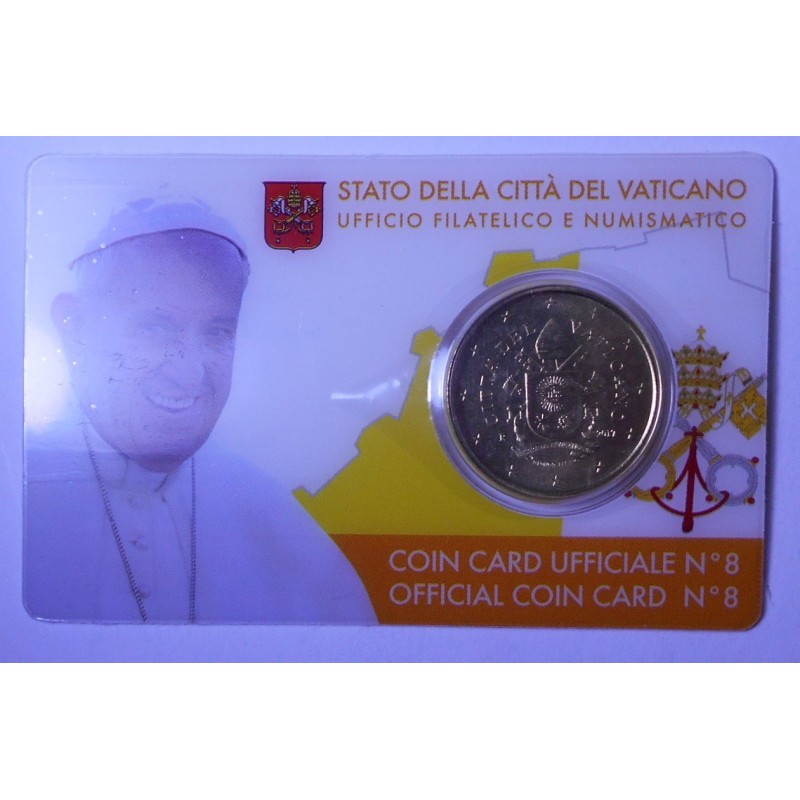 STATO DELLA CITTÀ DEL VATICANO
UFFICIO FILATELICO E NUMISMATICO
CITTÀ DEL VATICANO
2017
COIN CARD UFFICIALE N° 8
OFFICIAL COIN CARD N° 8